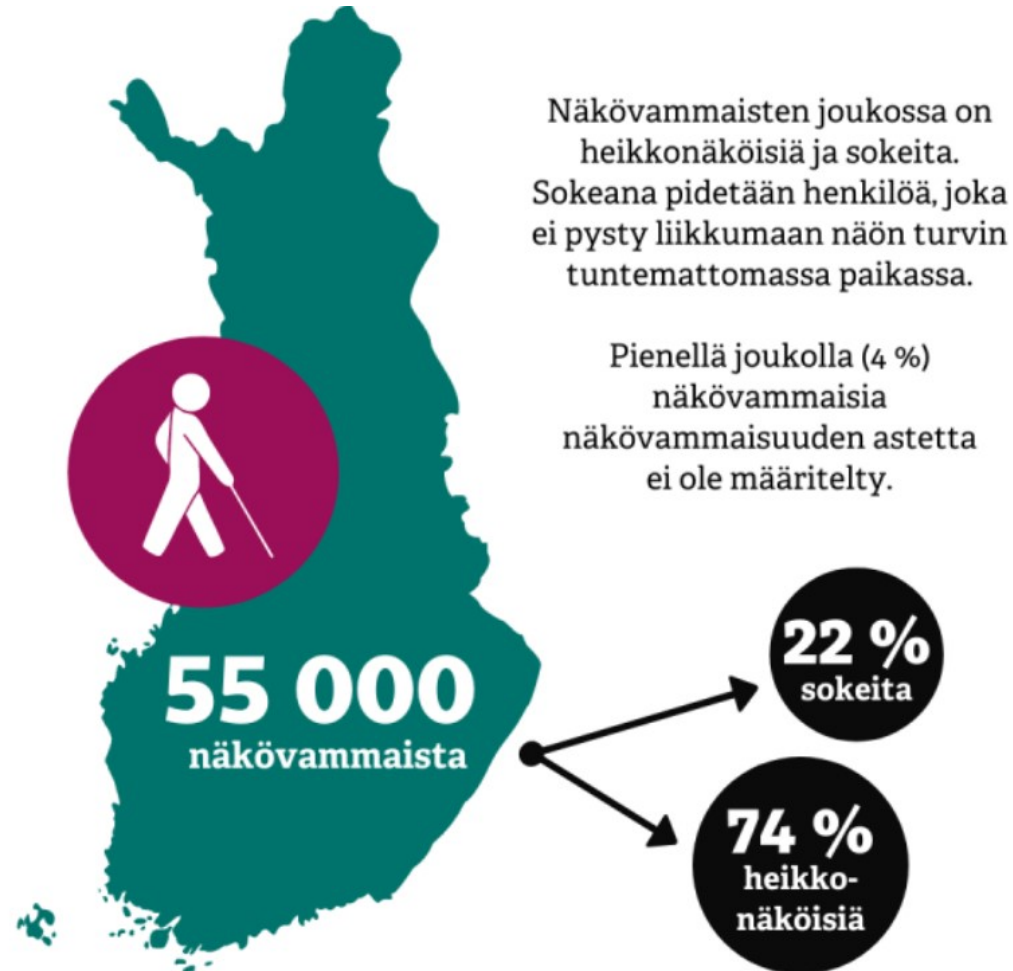 Näkövammaisten joukossa on
heikkonäköisiä ja sokeita.
Sokeana pidetään henkilöä, joka
ei pysty liikkumaan näön turvin
tuntemattomassa paikassa.
Pienellä joukolla (4 %)
näkövammaisia
näkövammaisuuden astetta
ei ole määritelty.
55 000
näkövammaista
22 %
sokeita
74 %
heikko-
näköisiä